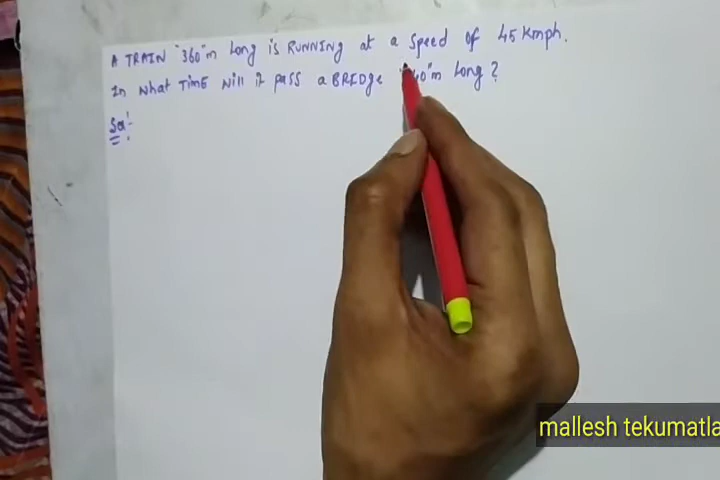 A TRAIN "360"m long is RUNNING at a speed of 45 Kmph.
In what TIME will it pass a BRIDGE long?
Sol:-
mallesh tekumatla